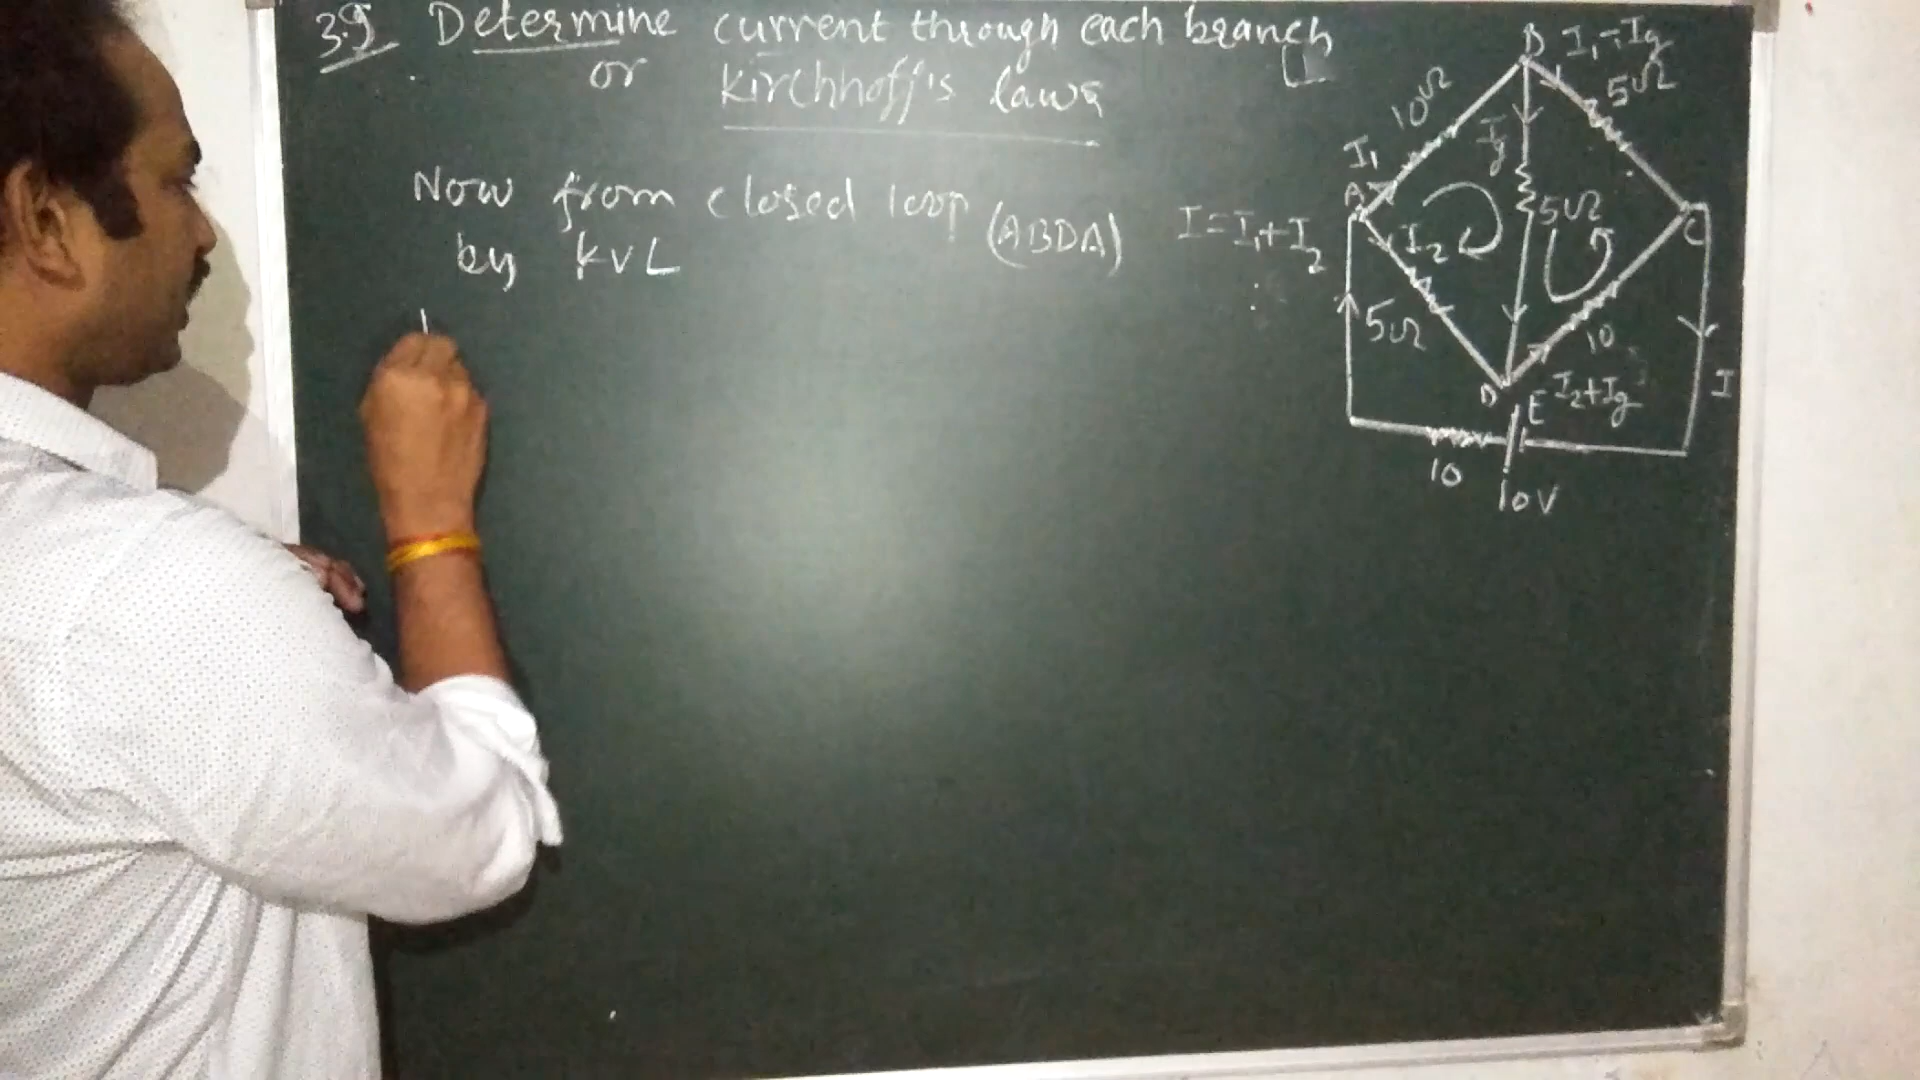 3.9 Determine current through each branch
or Kirchhoff's laws
Now from closed loop (ABDA)
by KVL
I = I₁+I₂
B I₁-Ig
10Ω
5Ω
I₁
Ig
A
I₂
5Ω
C
5Ω
10
I
D
E
I₂+Ig
10
10V